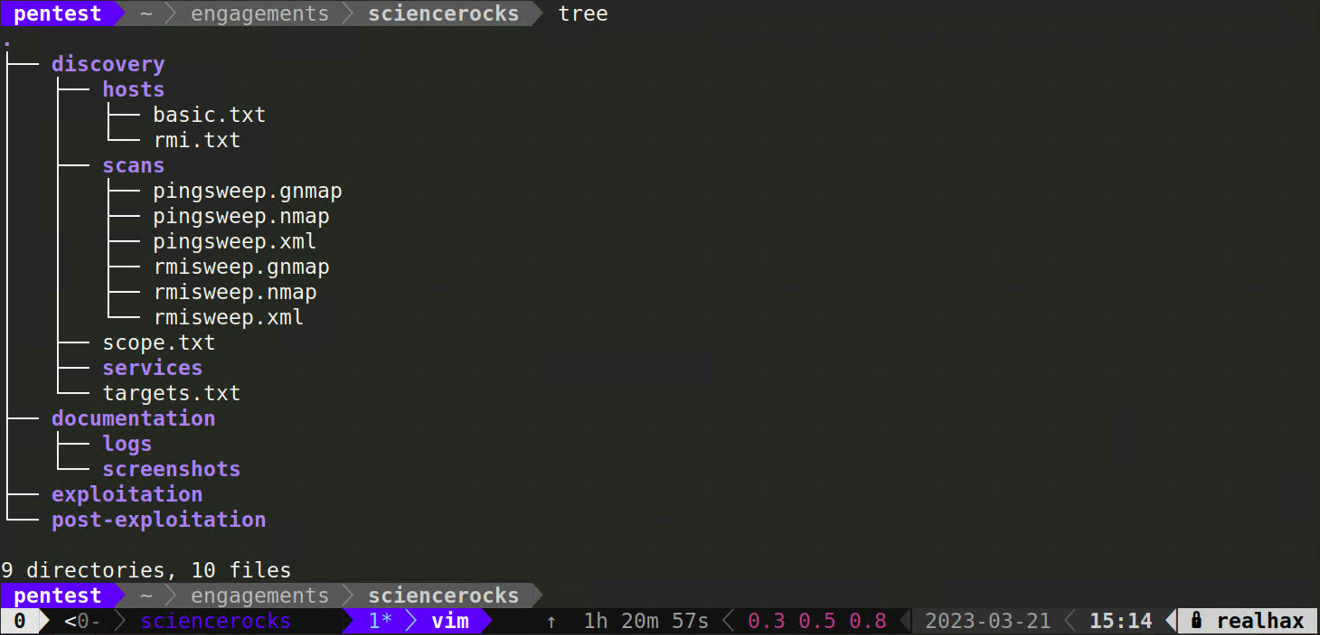 pentest ~ engagements sciencerocks tree
.
├── discovery
│   ├── hosts
│   │   ├── basic.txt
│   │   └── rmi.txt
│   ├── scans
│   │   ├── pingsweep.gnmap
│   │   ├── pingsweep.nmap
│   │   ├── pingsweep.xml
│   │   ├── rmisweep.gnmap
│   │   ├── rmisweep.nmap
│   │   └── rmisweep.xml
│   ├── scope.txt
│   ├── services
│   └── targets.txt
├── documentation
│   ├── logs
│   └── screenshots
├── exploitation
└── post-exploitation
9 directories, 10 files
pentest ~ engagements sciencerocks
0 <0- sciencerocks 1* vim ↑ 1h 20m 57s 0.3 0.5 0.8 2023-03-21 15:14 realhax